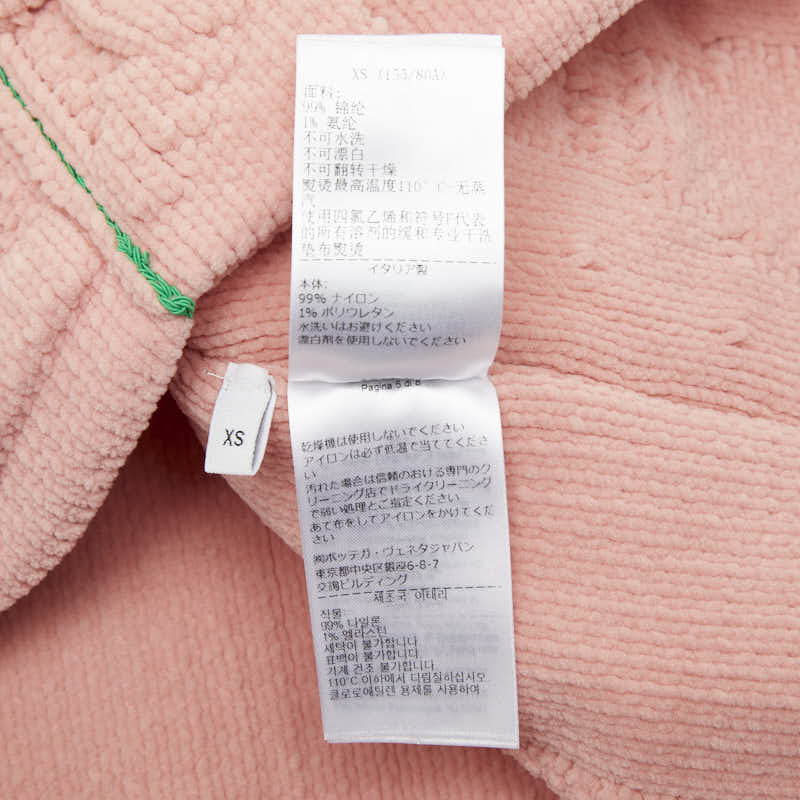 XS (155/80A)
面料:
99% 锦纶
1% 氨纶
不可水洗
不可漂白
不可翻转干燥
熨烫最高温度110°C-无蒸
汽
使用四氯乙烯和符号F代表
的所有溶剂的缓和专业干洗
垫布熨烫
イタリア製
本体:
99% ナイロン
1% ポリウレタン
水洗いはお避けください
漂白剤を使用しないでください
Pagina 5 di 6
乾燥機は使用しないでください
アイロンは必ず低温で当ててくださ
い
汚れた場合は信頼のおける専門のク
リーニング店でドライクリーニング
で弱い処理とご指定ください
あて布をしてアイロンをかけてくだ
さい
㈱ボッテガ・ヴェネタジャパン
東京都中央区銀座6-8-7
交詢ビルディング
제조국 이태리
작물:
99% 나일론
1% 엘라스틴
세탁이 불가합니다
표백이 불가합니다
기계 건조 불가합니다
110°C 이하에서 다림질하십시오
클로로에틸렌 용제를 사용하여
XS